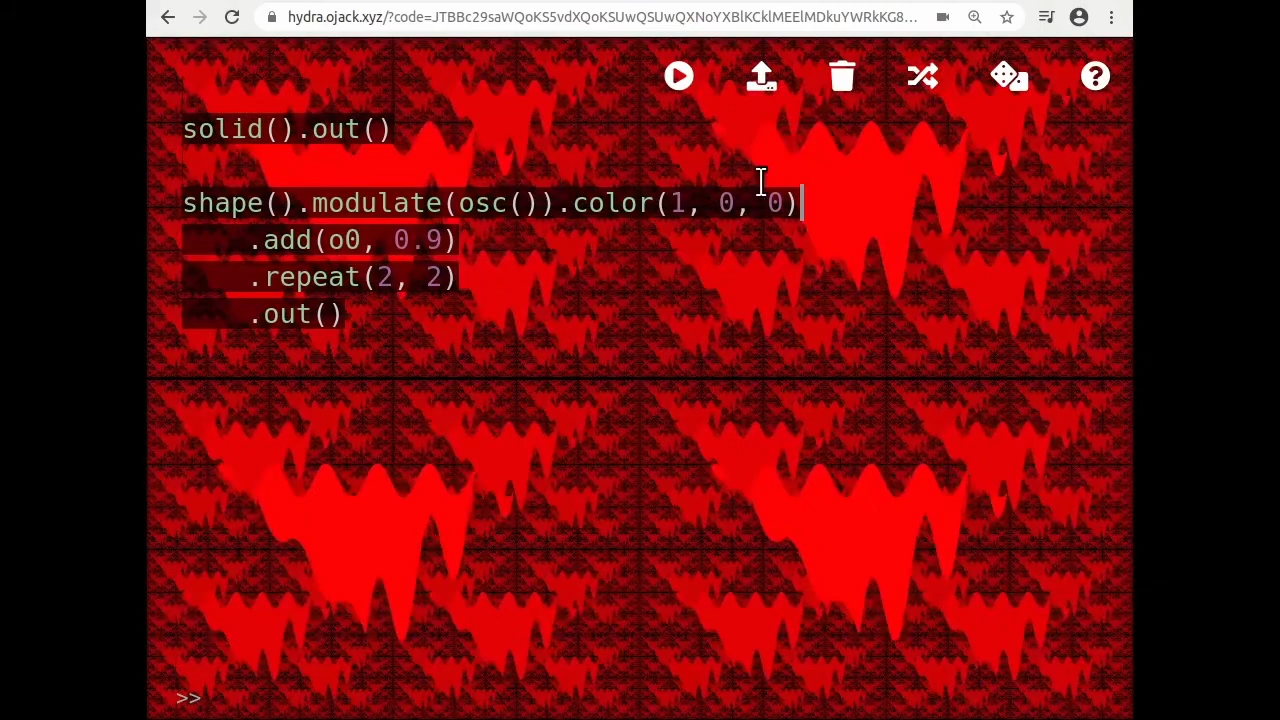 hydra.ojack.xyz/?code=JTBBc29saWQoKS5vdXQoKSUwQSUwQXNoYXBlKCklMEElMDkuYWRkKG8...
solid().out()
shape().modulate(osc()).color(1, 0, 0)
.add(o0, 0.9)
.repeat(2, 2)
.out()
>>